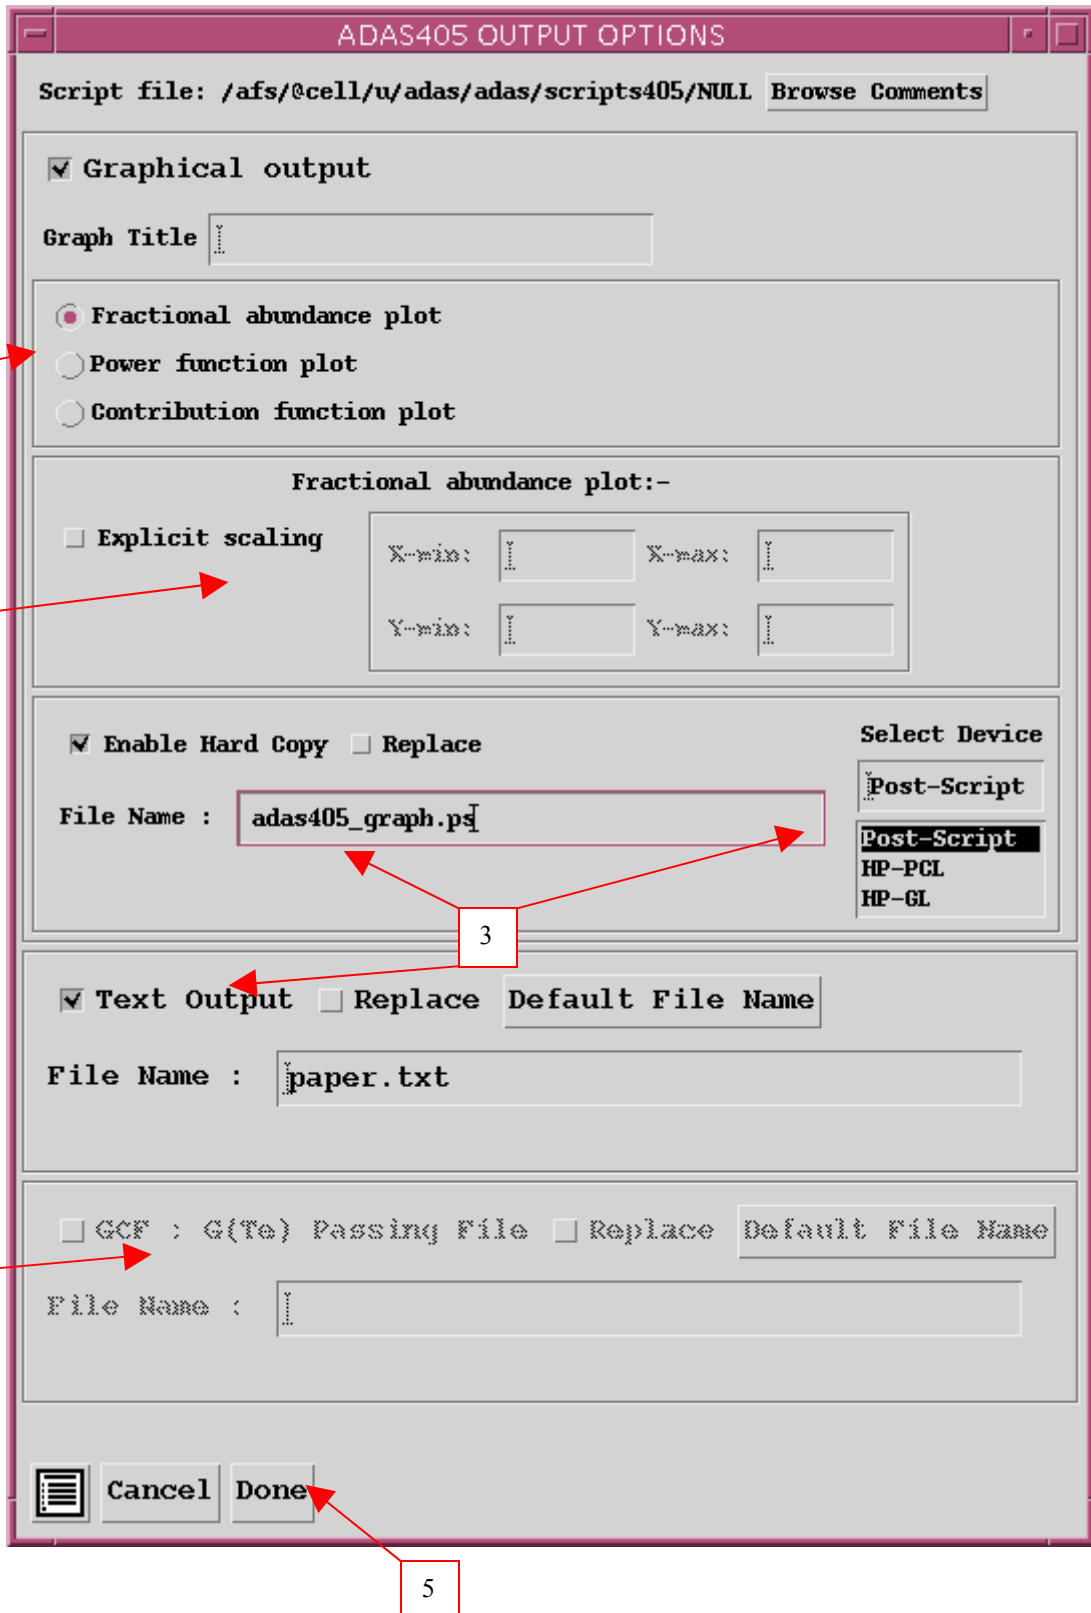 ADAS405 OUTPUT OPTIONS
Script file: /afs/@cell/u/adas/adas/scripts405/NULL Browse Comments
Graphical output
Graph Title
Fractional abundance plot
Power function plot
Contribution function plot
Fractional abundance plot:-
Explicit scaling
X-min: X-max:
Y-min: Y-max:
Enable Hard Copy Replace
Select Device
Post-Script
File Name : adas405_graph.ps
Post-Script
HP-PCL
HP-GL
3
Text Output Replace Default File Name
File Name : paper.txt
GCF : G(Te) Passing File Replace Default File Name
File Name :
Cancel Done
5